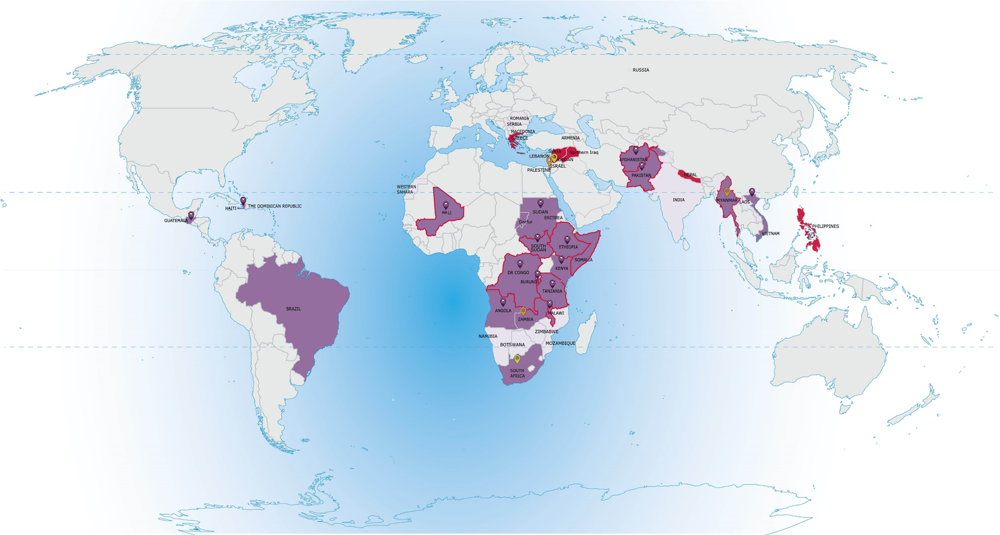 RUSSIA
ROMANIA
SERBIA
MACEDONIA
GREECE
ARMENIA
SYRIA
Northern Iraq
LEBANON
JORDAN
ISRAEL
PALESTINE
AFGHANISTAN
PAKISTAN
NEPAL
INDIA
MYANMAR
LAOS
VIETNAM
PHILIPPINES
WESTERN
SAHARA
MALI
SUDAN
Darfur
ERITREA
SOUTH
SUDAN
ETHIOPIA
SOMALIA
KENYA
DR CONGO
BURUNDI
TANZANIA
ANGOLA
ZAMBIA
MALAWI
ZIMBABWE
NAMIBIA
BOTSWANA
MOZAMBIQUE
SOUTH
AFRICA
HAITI
THE DOMINICAN REPUBLIC
GUATEMALA
BRAZIL